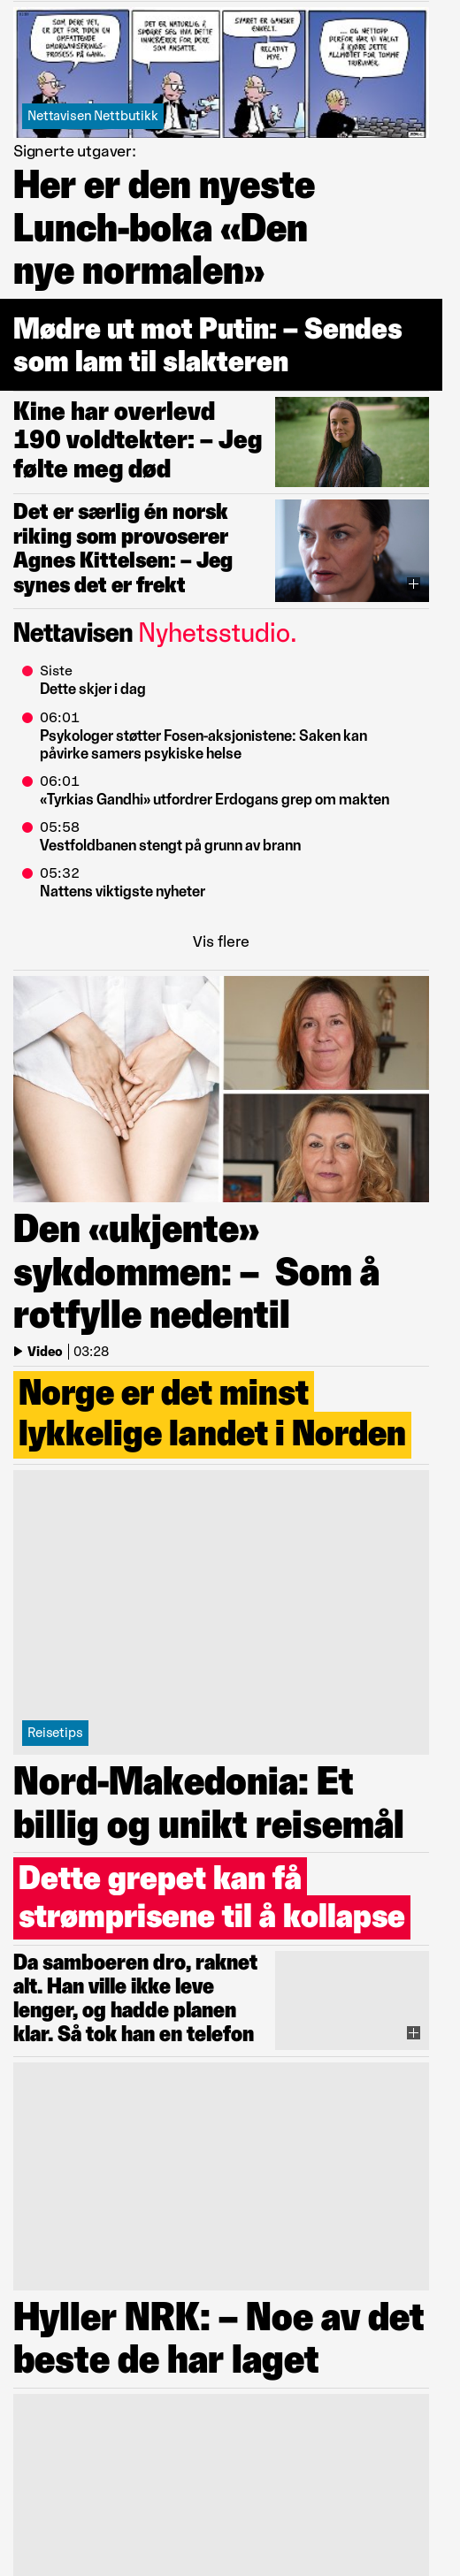 SOM DERE VET,
ER DET FOR TIDEN EN
OMFATTENDE
OMORGANISERINGS-
PROSESS PÅ GANG.
DET ER NATURLIG Å
SPØRRE SEG HVA DETTE
INNEBÆRER FOR DERE
SOM ANSATTE.
SVARET ER GANSKE
ENKELT.
RELATIVT
MYE.
... OG NETTOPP
DERFOR HAR VI VALGT
Å KJØRE DETTE
ALLMØTET FOR TOMME
TRIBUNER.
Nettavisen Nettbutikk
Signerte utgaver:
Her er den nyeste
Lunch-boka «Den
nye normalen»
Mødre ut mot Putin: – Sendes
som lam til slakteren
Kine har overlevd
190 voldtekter: – Jeg
følte meg død
Det er særlig én norsk
riking som provoserer
Agnes Kittelsen: – Jeg
synes det er frekt
Nettavisen Nyhetsstudio.
Siste
Dette skjer i dag
06:01
Psykologer støtter Fosen-aksjonistene: Saken kan
påvirke samers psykiske helse
06:01
«Tyrkias Gandhi» utfordrer Erdogans grep om makten
05:58
Vestfoldbanen stengt på grunn av brann
05:32
Nattens viktigste nyheter
Vis flere
Den «ukjente»
sykdommen: – Som å
rotfylle nedentil
Video | 03:28
Norge er det minst
lykkelige landet i Norden
Reisetips
Nord-Makedonia: Et
billig og unikt reisemål
Dette grepet kan få
strømprisene til å kollapse
Da samboeren dro, raknet
alt. Han ville ikke leve
lenger, og hadde planen
klar. Så tok han en telefon
Hyller NRK: – Noe av det
beste de har laget